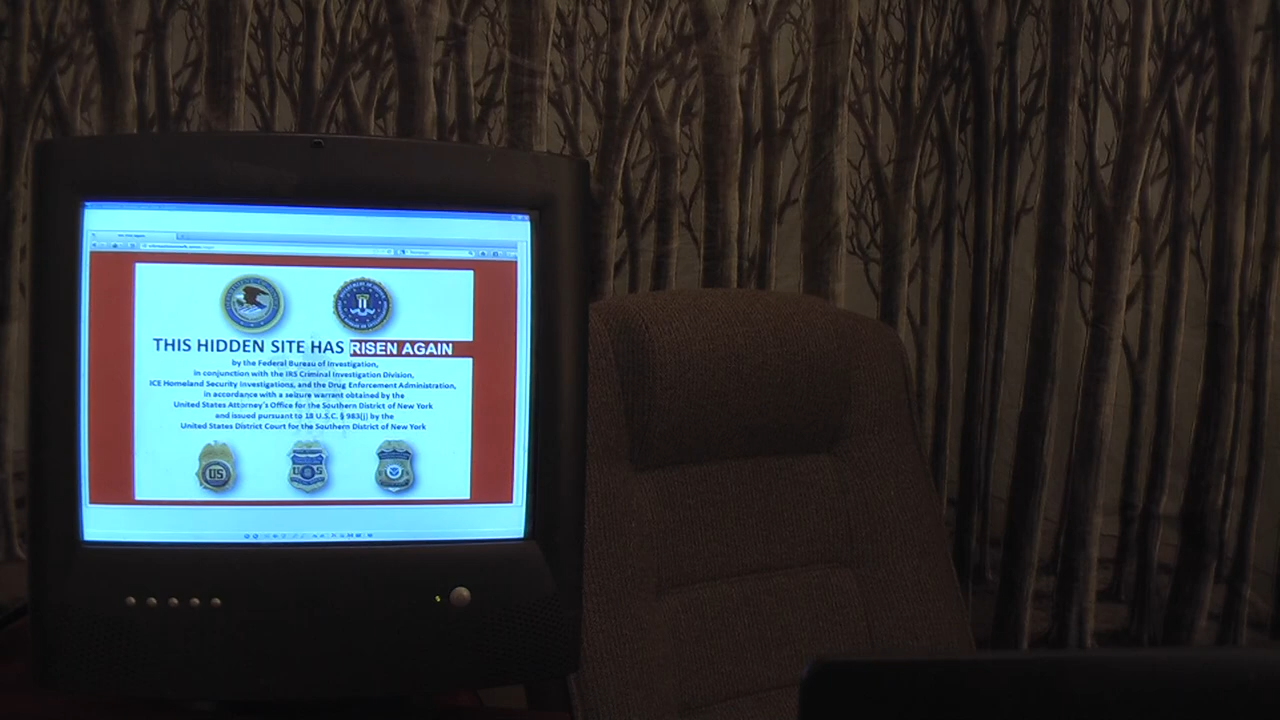 THIS HIDDEN SITE HAS RISEN AGAIN
by the Federal Bureau of Investigation,
in conjunction with the IRS Criminal Investigation Division,
ICE Homeland Security Investigations, and the Drug Enforcement Administration,
in accordance with a seizure warrant obtained by the
United States Attorney's Office for the Southern District of New York
and issued pursuant to 18 U.S.C. § 983(j) by the
United States District Court for the Southern District of New York
US